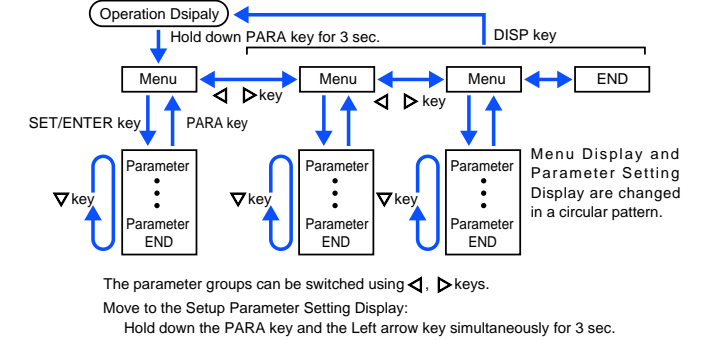 Operation Dsipaly
Hold down PARA key for 3 sec.
DISP key
Menu
Menu
Menu
END
key
key
SET/ENTER key
PARA key
Parameter
Parameter
END
key
Parameter
Parameter
END
key
Parameter
Parameter
END
key
Menu Display and
Parameter Setting
Display are changed
in a circular pattern.
The parameter groups can be switched using ◁, ▷ keys.
Move to the Setup Parameter Setting Display:
Hold down the PARA key and the Left arrow key simultaneously for 3 sec.